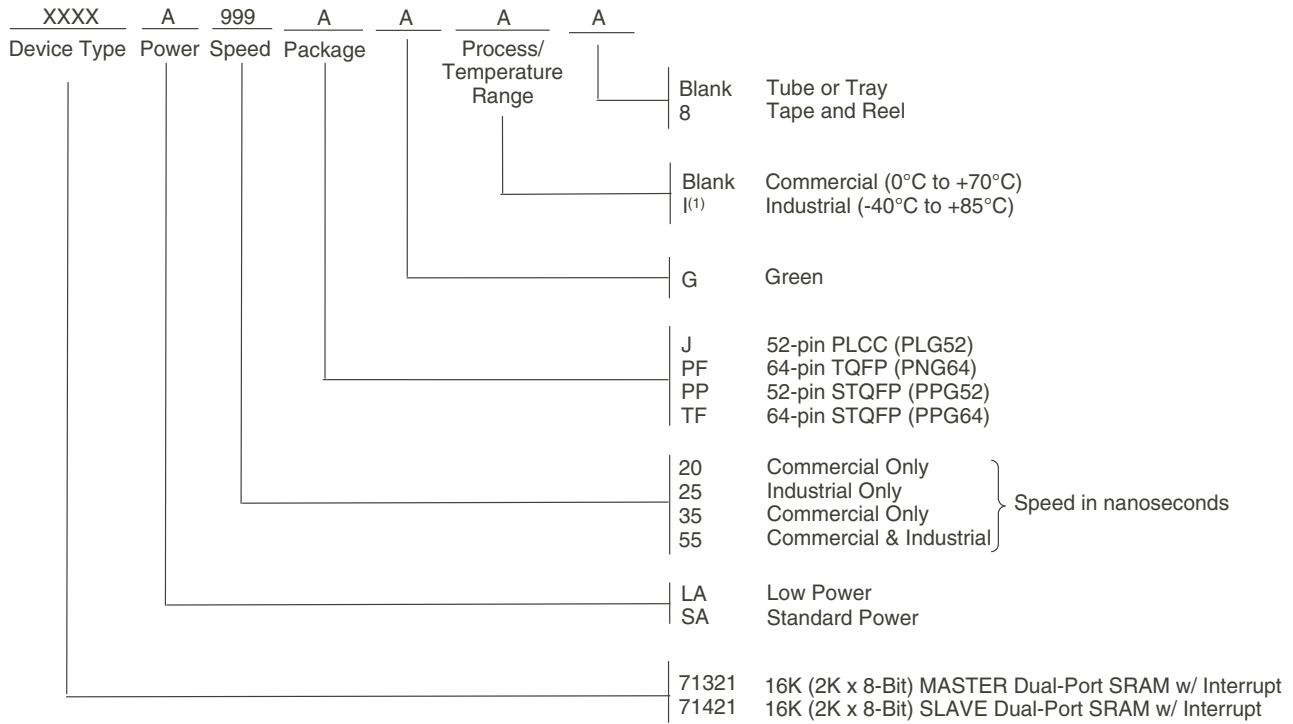 XXXX A 999 A A A A
Device Type Power Speed Package Process/
Temperature
Range
Blank Tube or Tray
8 Tape and Reel
Blank Commercial (0°C to +70°C)
I(1) Industrial (-40°C to +85°C)
G Green
J 52-pin PLCC (PLG52)
PF 64-pin TQFP (PNG64)
PP 52-pin STQFP (PPG52)
TF 64-pin STQFP (PPG64)
20 Commercial Only
25 Industrial Only
35 Commercial Only
55 Commercial & Industrial
Speed in nanoseconds
LA Low Power
SA Standard Power
71321 16K (2K x 8-Bit) MASTER Dual-Port SRAM w/ Interrupt
71421 16K (2K x 8-Bit) SLAVE Dual-Port SRAM w/ Interrupt